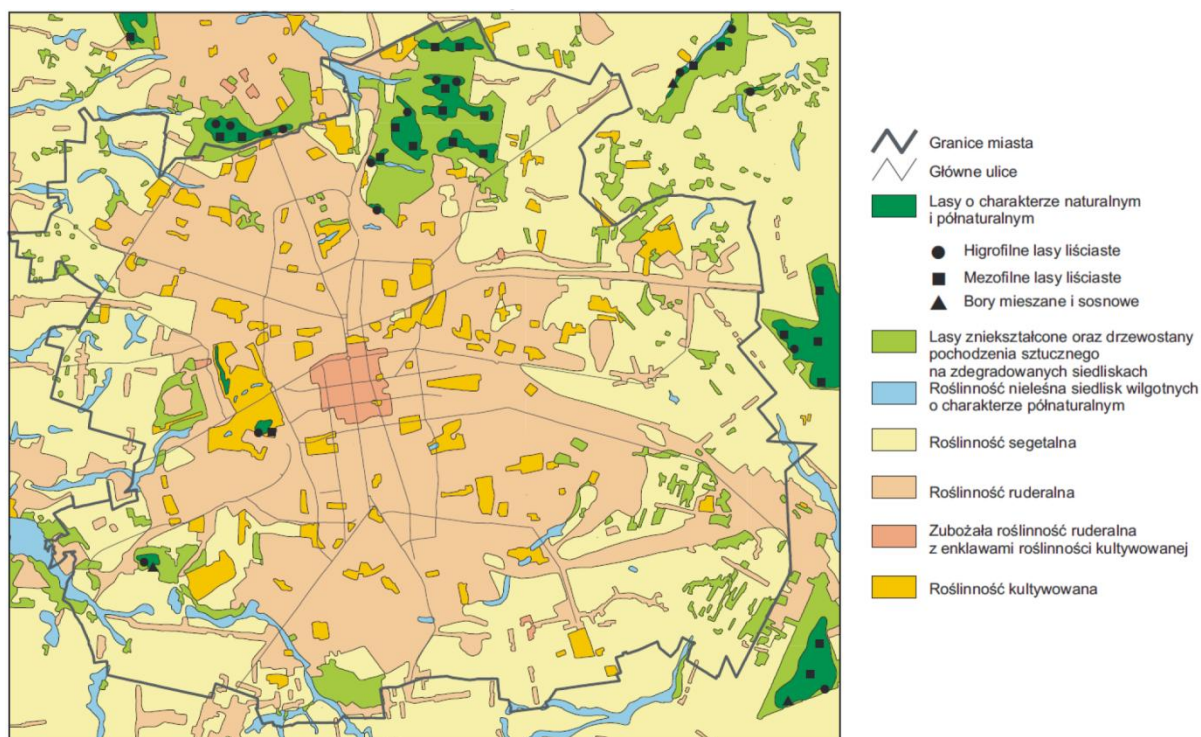 Granice miasta
Główne ulice
Lasy o charakterze naturalnym
i półnaturalnym
Higrofilne lasy liściaste
Mezofilne lasy liściaste
Bory mieszane i sosnowe
Lasy zniekształcone oraz drzewostany
pochodzenia sztucznego
na zdegradowanych siedliskach
Roślinność nieleśna siedlisk wilgotnych
o charakterze półnaturalnym
Roślinność segetalna
Roślinność ruderalna
Zubożała roślinność ruderalna
z enklawami roślinności kultywowanej
Roślinność kultywowana